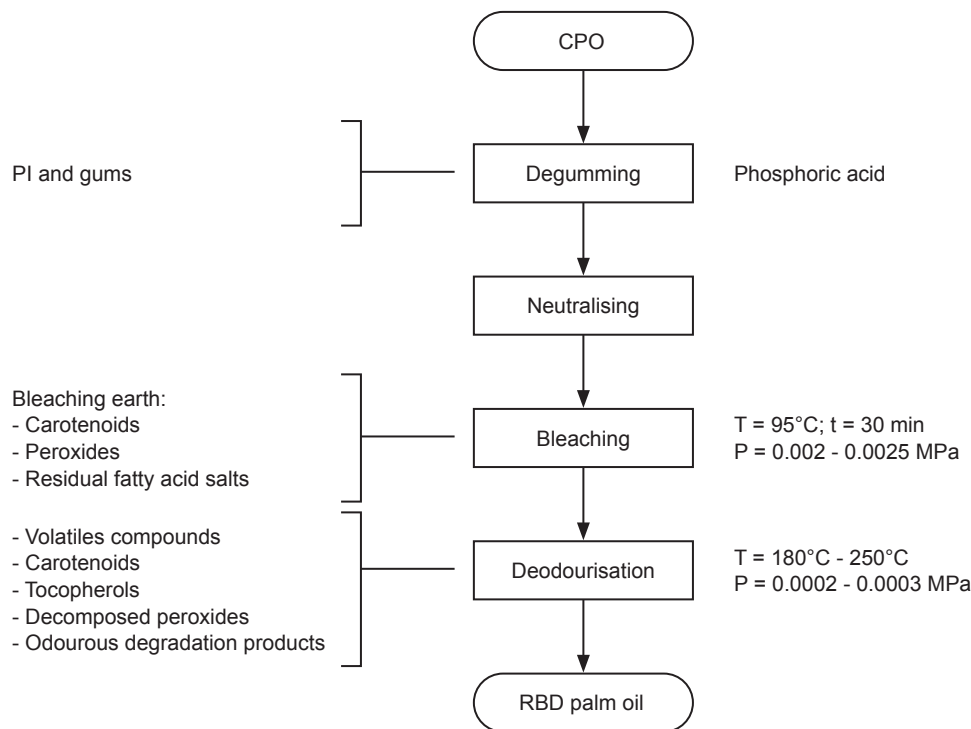 CPO
PI and gums
Degumming
Phosphoric acid
Neutralising
Bleaching earth:
- Carotenoids
- Peroxides
- Residual fatty acid salts
Bleaching
T = 95°C; t = 30 min
P = 0.002 - 0.0025 MPa
- Volatiles compounds
- Carotenoids
- Tocopherols
- Decomposed peroxides
- Odourous degradation products
Deodourisation
T = 180°C - 250°C
P = 0.0002 - 0.0003 MPa
RBD palm oil